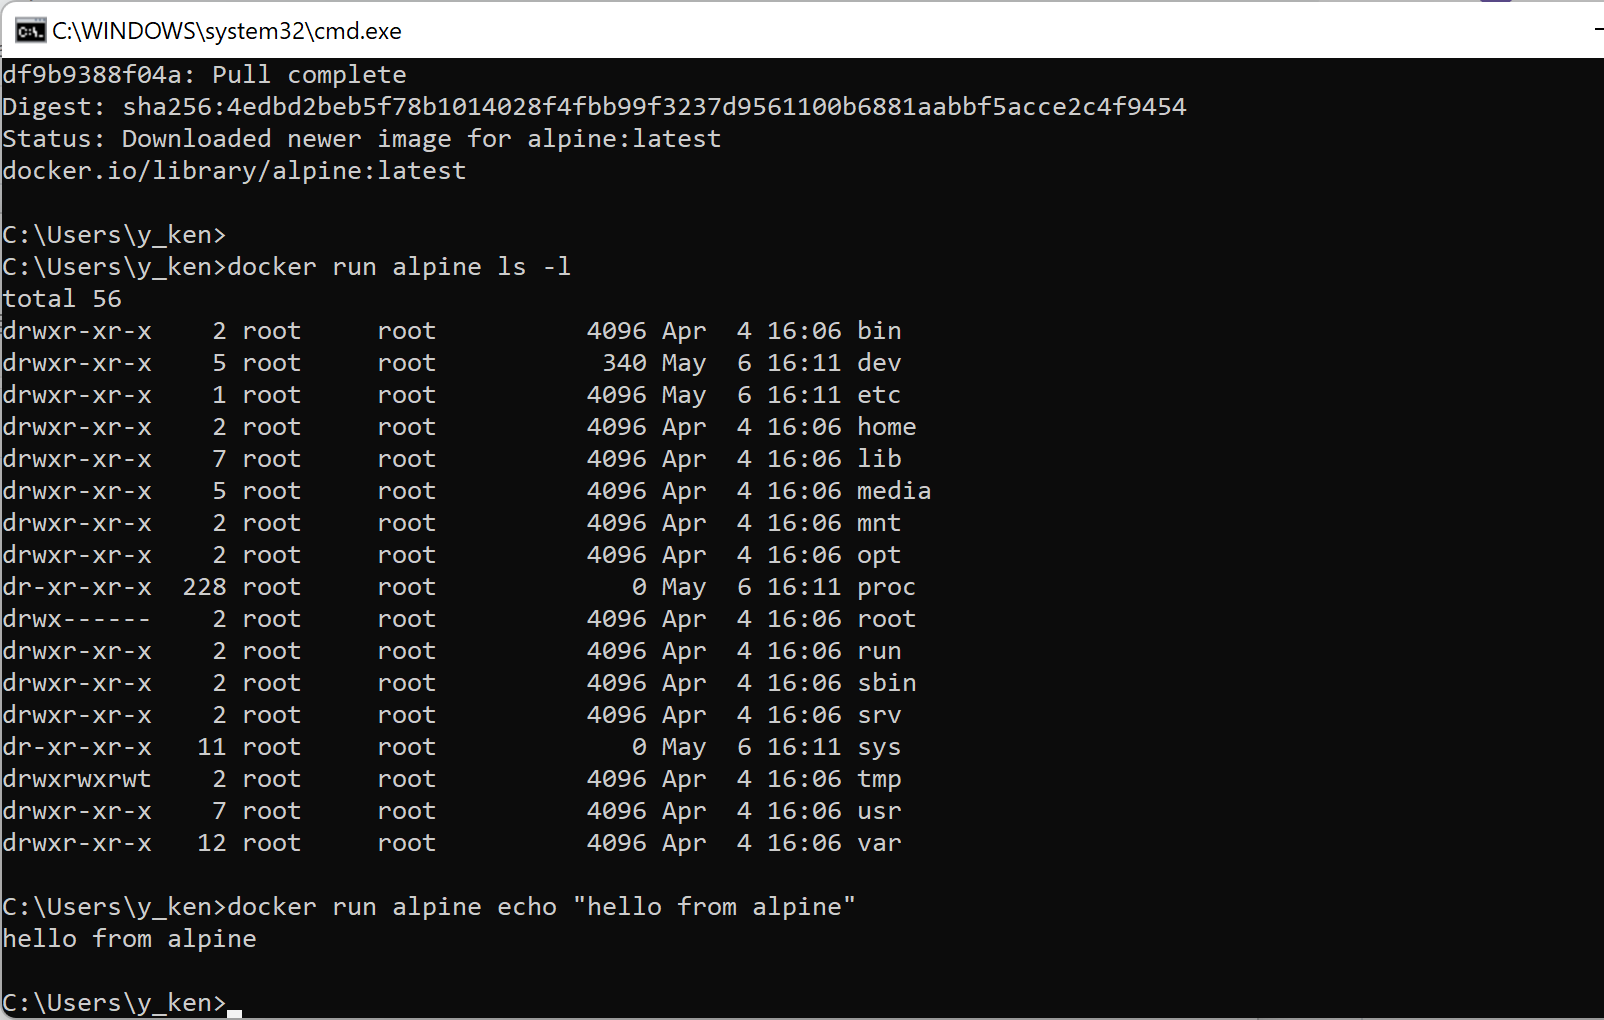 C:\WINDOWS\system32\cmd.exe
df9b9388f04a: Pull complete
Digest: sha256:4edbd2beb5f78b1014028f4fbb99f3237d9561100b6881aabbf5acce2c4f9454
Status: Downloaded newer image for alpine:latest
docker.io/library/alpine:latest

C:\Users\y_ken>
C:\Users\y_ken>docker run alpine ls -l
total 56
drwxr-xr-x    2 root     root          4096 Apr  4 16:06 bin
drwxr-xr-x    5 root     root           340 May  6 16:11 dev
drwxr-xr-x    1 root     root          4096 May  6 16:11 etc
drwxr-xr-x    2 root     root          4096 Apr  4 16:06 home
drwxr-xr-x    7 root     root          4096 Apr  4 16:06 lib
drwxr-xr-x    5 root     root          4096 Apr  4 16:06 media
drwxr-xr-x    2 root     root          4096 Apr  4 16:06 mnt
drwxr-xr-x    2 root     root          4096 Apr  4 16:06 opt
dr-xr-xr-x  228 root     root             0 May  6 16:11 proc
drwx------    2 root     root          4096 Apr  4 16:06 root
drwxr-xr-x    2 root     root          4096 Apr  4 16:06 run
drwxr-xr-x    2 root     root          4096 Apr  4 16:06 sbin
drwxr-xr-x    2 root     root          4096 Apr  4 16:06 srv
dr-xr-xr-x   11 root     root             0 May  6 16:11 sys
drwxrwxrwt    2 root     root          4096 Apr  4 16:06 tmp
drwxr-xr-x    7 root     root          4096 Apr  4 16:06 usr
drwxr-xr-x   12 root     root          4096 Apr  4 16:06 var

C:\Users\y_ken>docker run alpine echo "hello from alpine"
hello from alpine

C:\Users\y_ken>